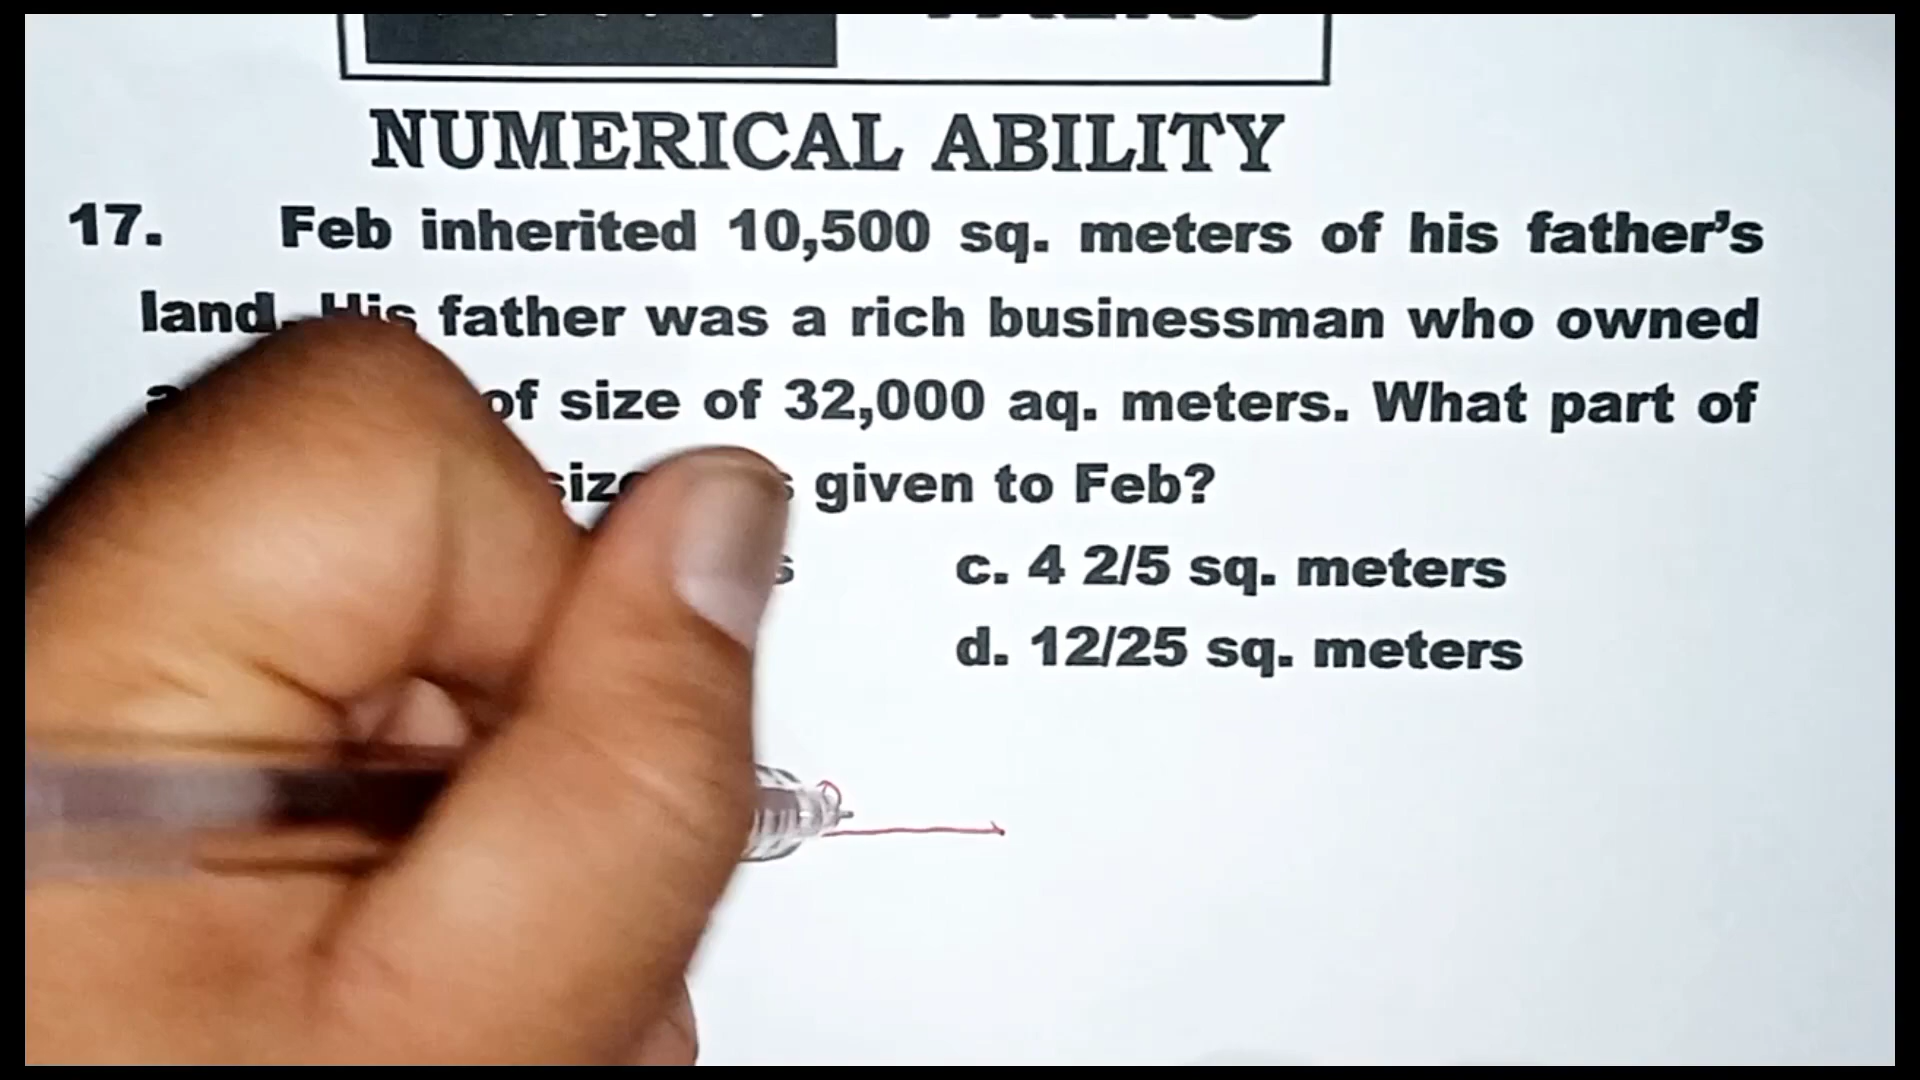 NUMERICAL ABILITY
17. Feb inherited 10,500 sq. meters of his father's
land. His father was a rich businessman who owned
of size of 32,000 aq. meters. What part of
given to Feb?
c. 4 2/5 sq. meters
d. 12/25 sq. meters